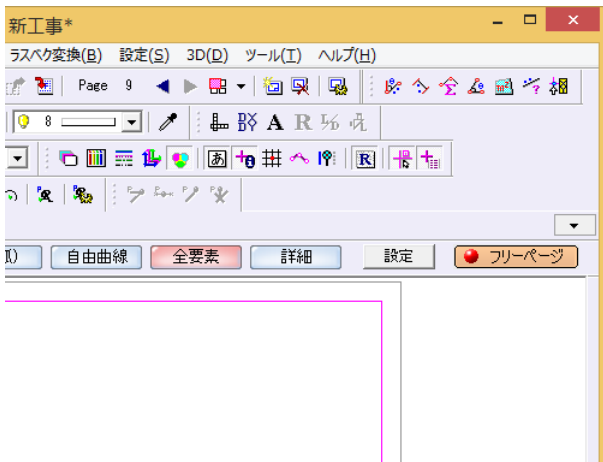 新工事*
ラスベク変換(B) 設定(S) 3D(D) ツール(T) ヘルプ(H)
Page 9
8
A R
あ
R
自由曲線 全要素 詳細 設定 フリーページ